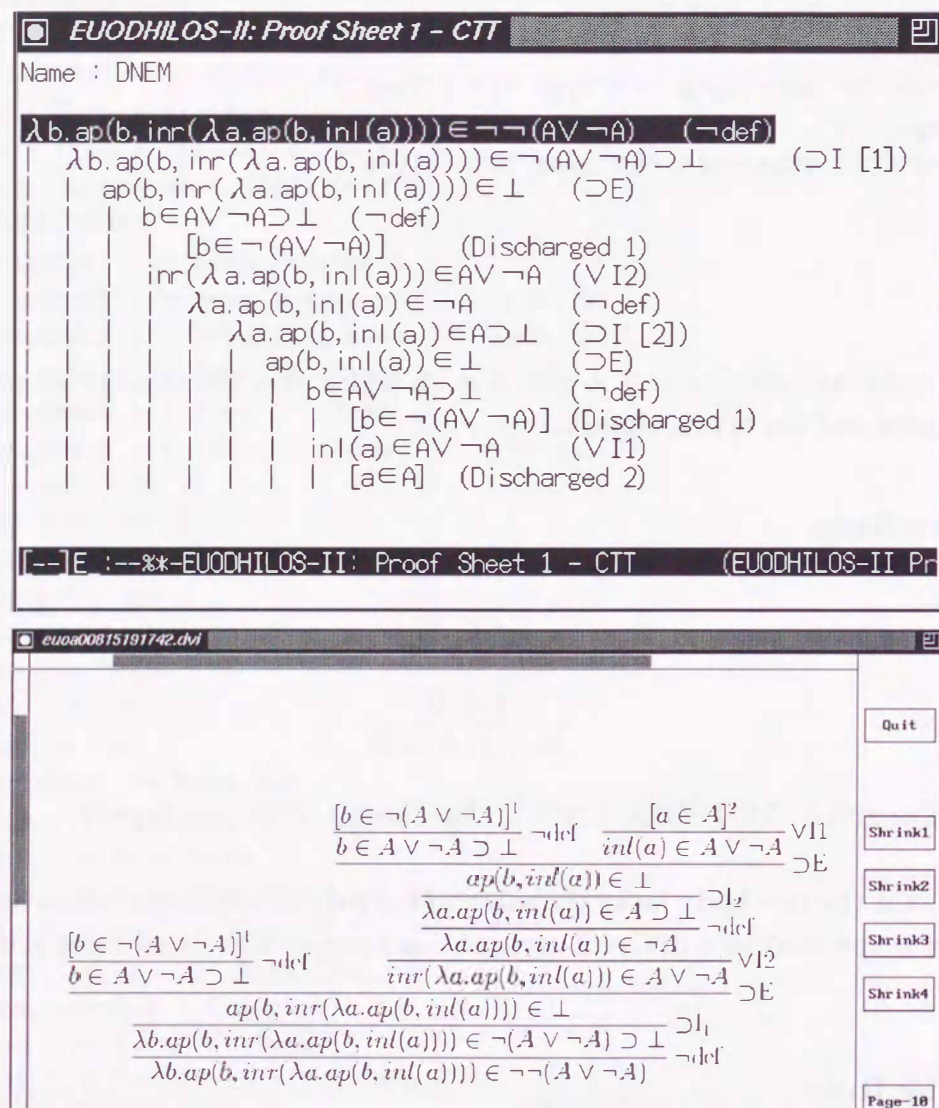 EUODHILOS-II: Proof Sheet 1 - CTT
Name : DNEM
λb.ap(b, inr(λa.ap(b, inl(a))))∈¬¬(A∨¬A) (¬def)
| λb.ap(b, inr(λa.ap(b, inl(a))))∈¬(A∨¬A)⊃⊥ (⊃I [1])
| | ap(b, inr(λa.ap(b, inl(a))))∈⊥ (⊃E)
| | | b∈A∨¬A⊃⊥ (¬def)
| | | | [b∈¬(A∨¬A)] (Discharged 1)
| | | inr(λa.ap(b, inl(a)))∈A∨¬A (∨I2)
| | | | λa.ap(b, inl(a))∈¬A (¬def)
| | | | | λa.ap(b, inl(a))∈A⊃⊥ (⊃I [2])
| | | | | | ap(b, inl(a))∈⊥ (⊃E)
| | | | | | | b∈A∨¬A⊃⊥ (¬def)
| | | | | | | | [b∈¬(A∨¬A)] (Discharged 1)
| | | | | | | inl(a)∈A∨¬A (∨I1)
| | | | | | | | [a∈A] (Discharged 2)
[--]E.:--%*-EUODHILOS-II: Proof Sheet 1 - CTT (EUODHILOS-II Pr
euoa00815191742.dvi
Quit
[b ∈ ¬(A ∨ ¬A)]¹ [a ∈ A]²
¬def ∨I1
b ∈ A ∨ ¬A ⊃ ⊥ inl(a) ∈ A ∨ ¬A
Shrink1
⊃E
ap(b, inl(a)) ∈ ⊥
⊃I₂
Shrink2
λa.ap(b, inl(a)) ∈ A ⊃ ⊥
¬def
[b ∈ ¬(A ∨ ¬A)]¹ λa.ap(b, inl(a)) ∈ ¬A
Shrink3
¬def ∨I2
b ∈ A ∨ ¬A ⊃ ⊥ inr(λa.ap(b, inl(a))) ∈ A ∨ ¬A
⊃E
Shrink4
ap(b, inr(λa.ap(b, inl(a)))) ∈ ⊥
⊃I₁
λb.ap(b, inr(λa.ap(b, inl(a)))) ∈ ¬(A ∨ ¬A) ⊃ ⊥
¬def
λb.ap(b, inr(λa.ap(b, inl(a)))) ∈ ¬¬(A ∨ ¬A)
Page-10